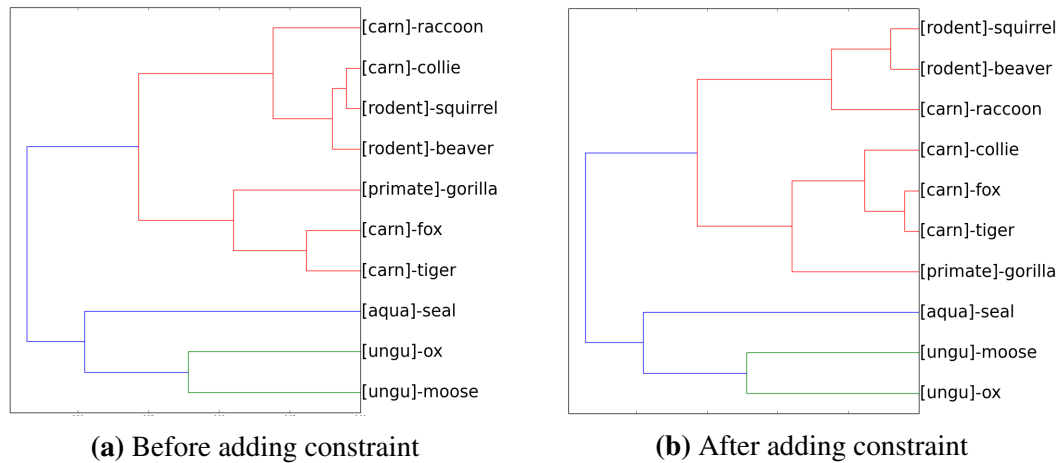 [carn]-raccoon
[carn]-collie
[rodent]-squirrel
[rodent]-beaver
[primate]-gorilla
[carn]-fox
[carn]-tiger
[aqua]-seal
[ungu]-ox
[ungu]-moose
(a) Before adding constraint
[rodent]-squirrel
[rodent]-beaver
[carn]-raccoon
[carn]-collie
[carn]-fox
[carn]-tiger
[primate]-gorilla
[aqua]-seal
[ungu]-moose
[ungu]-ox
(b) After adding constraint